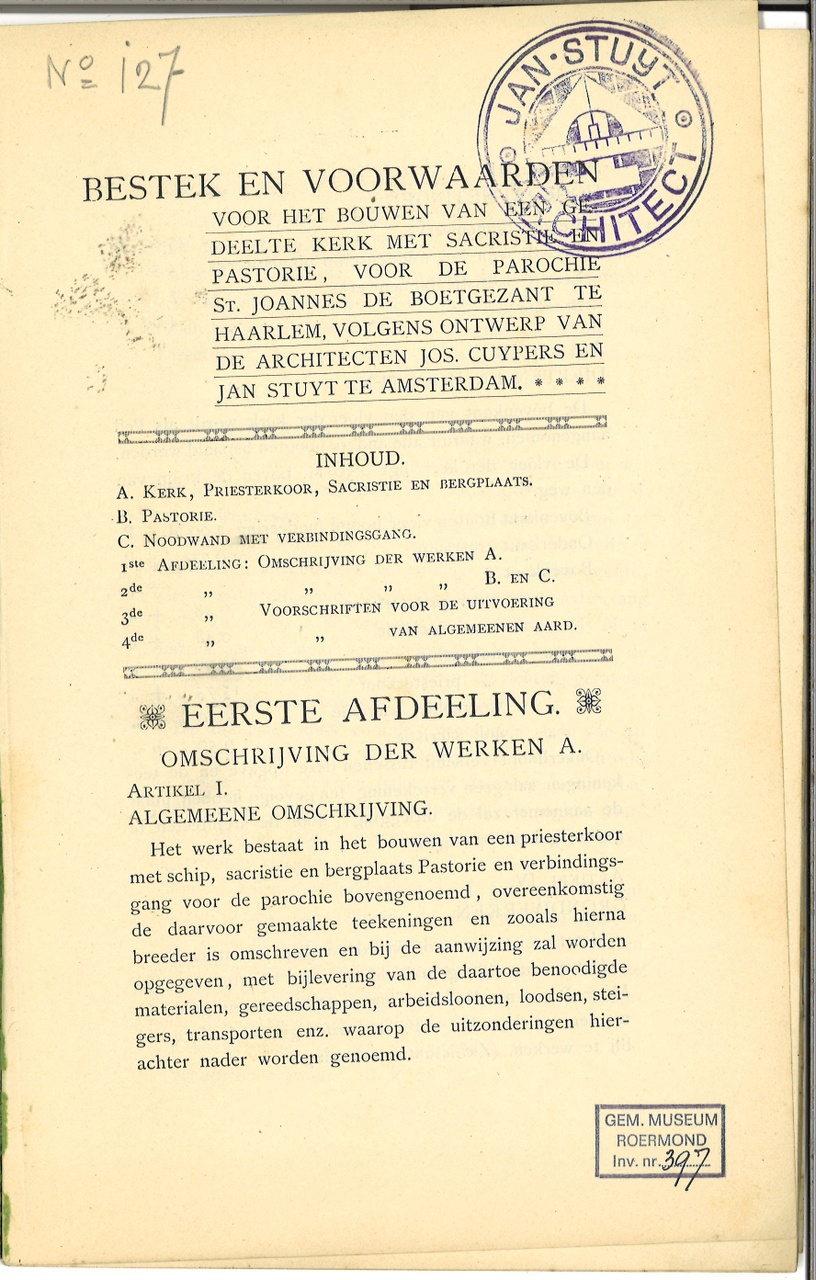 No 127
JAN·STUYT
ARCHITECT
BESTEK EN VOORWAARDEN
VOOR HET BOUWEN VAN EEN GE-
DEELTE KERK MET SACRISTIE EN
PASTORIE, VOOR DE PAROCHIE
ST. JOANNES DE BOETGEZANT TE
HAARLEM, VOLGENS ONTWERP VAN
DE ARCHITECTEN JOS. CUYPERS EN
JAN STUYT TE AMSTERDAM. * * * *
INHOUD.
A. KERK, PRIESTERKOOR, SACRISTIE EN BERGPLAATS.
B. PASTORIE.
C. NOODWAND MET VERBINDINGSGANG.
1ste AFDEELING: OMSCHRIJVING DER WERKEN A.
2de „ „ „ „ B. EN C.
3de „ VOORSCHRIFTEN VOOR DE UITVOERING
4de „ „ VAN ALGEMEENEN AARD.
EERSTE AFDEELING.
OMSCHRIJVING DER WERKEN A.
ARTIKEL I.
ALGEMEENE OMSCHRIJVING.
Het werk bestaat in het bouwen van een priesterkoor
met schip, sacristie en bergplaats Pastorie en verbindings-
gang voor de parochie bovengenoemd, overeenkomstig
de daarvoor gemaakte teekeningen en zooals hierna
breeder is omschreven en bij de aanwijzing zal worden
opgegeven, met bijlevering van de daartoe benoodigde
materialen, gereedschappen, arbeidsloonen, loodsen, stei-
gers, transporten enz. waarop de uitzonderingen hier-
achter nader worden genoemd.
GEM. MUSEUM
ROERMOND
Inv. nr. 397